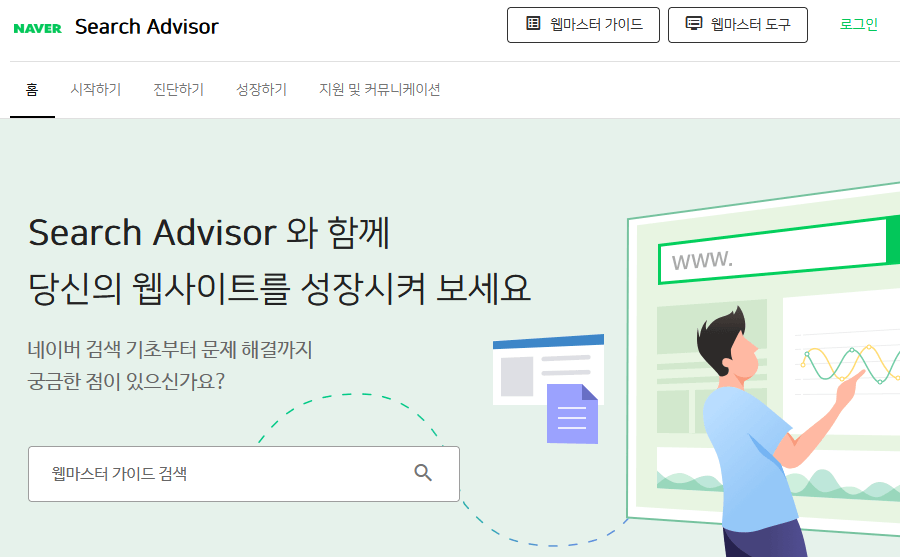 NAVER Search Advisor 웹마스터 가이드 웹마스터 도구 로그인
홈 시작하기 진단하기 성장하기 지원 및 커뮤니케이션
Search Advisor 와 함께
당신의 웹사이트를 성장시켜 보세요
WWW.
네이버 검색 기초부터 문제 해결까지
궁금한 점이 있으신가요?
웹마스터 가이드 검색